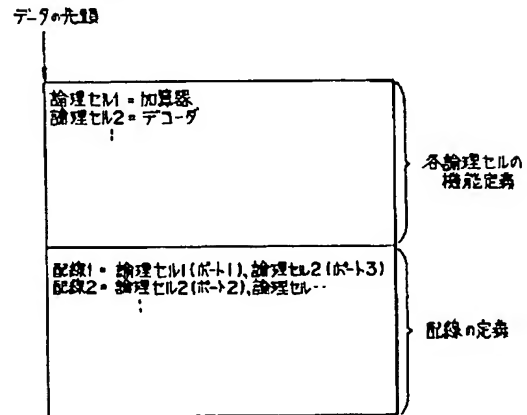 データの先頭
論理セル1 = 加算器
論理セル2 = デコーダ
各論理セルの
機能定義
配線1 = 論理セル1(ポート1)、論理セル2(ポート3)
配線2 = 論理セル2(ポート2)、論理セル…
配線の定義